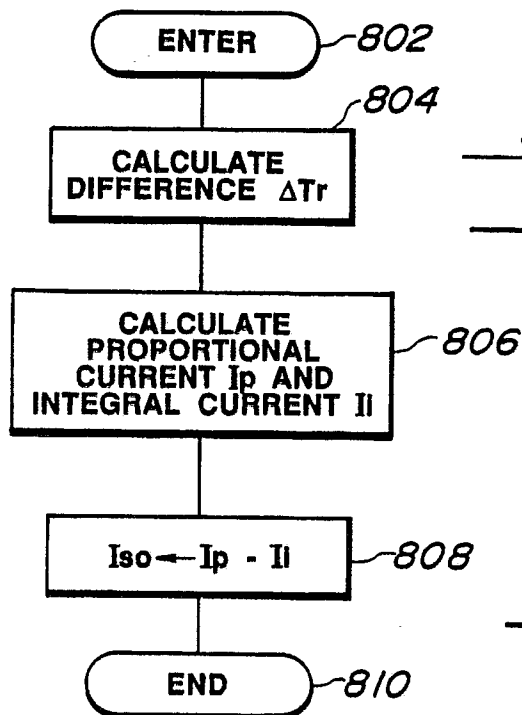 ENTER 802
804
CALCULATE
DIFFERENCE ΔTr
CALCULATE
PROPORTIONAL
CURRENT Ip AND
INTEGRAL CURRENT Ii
806
Iso←Ip - Ii 808
END 810